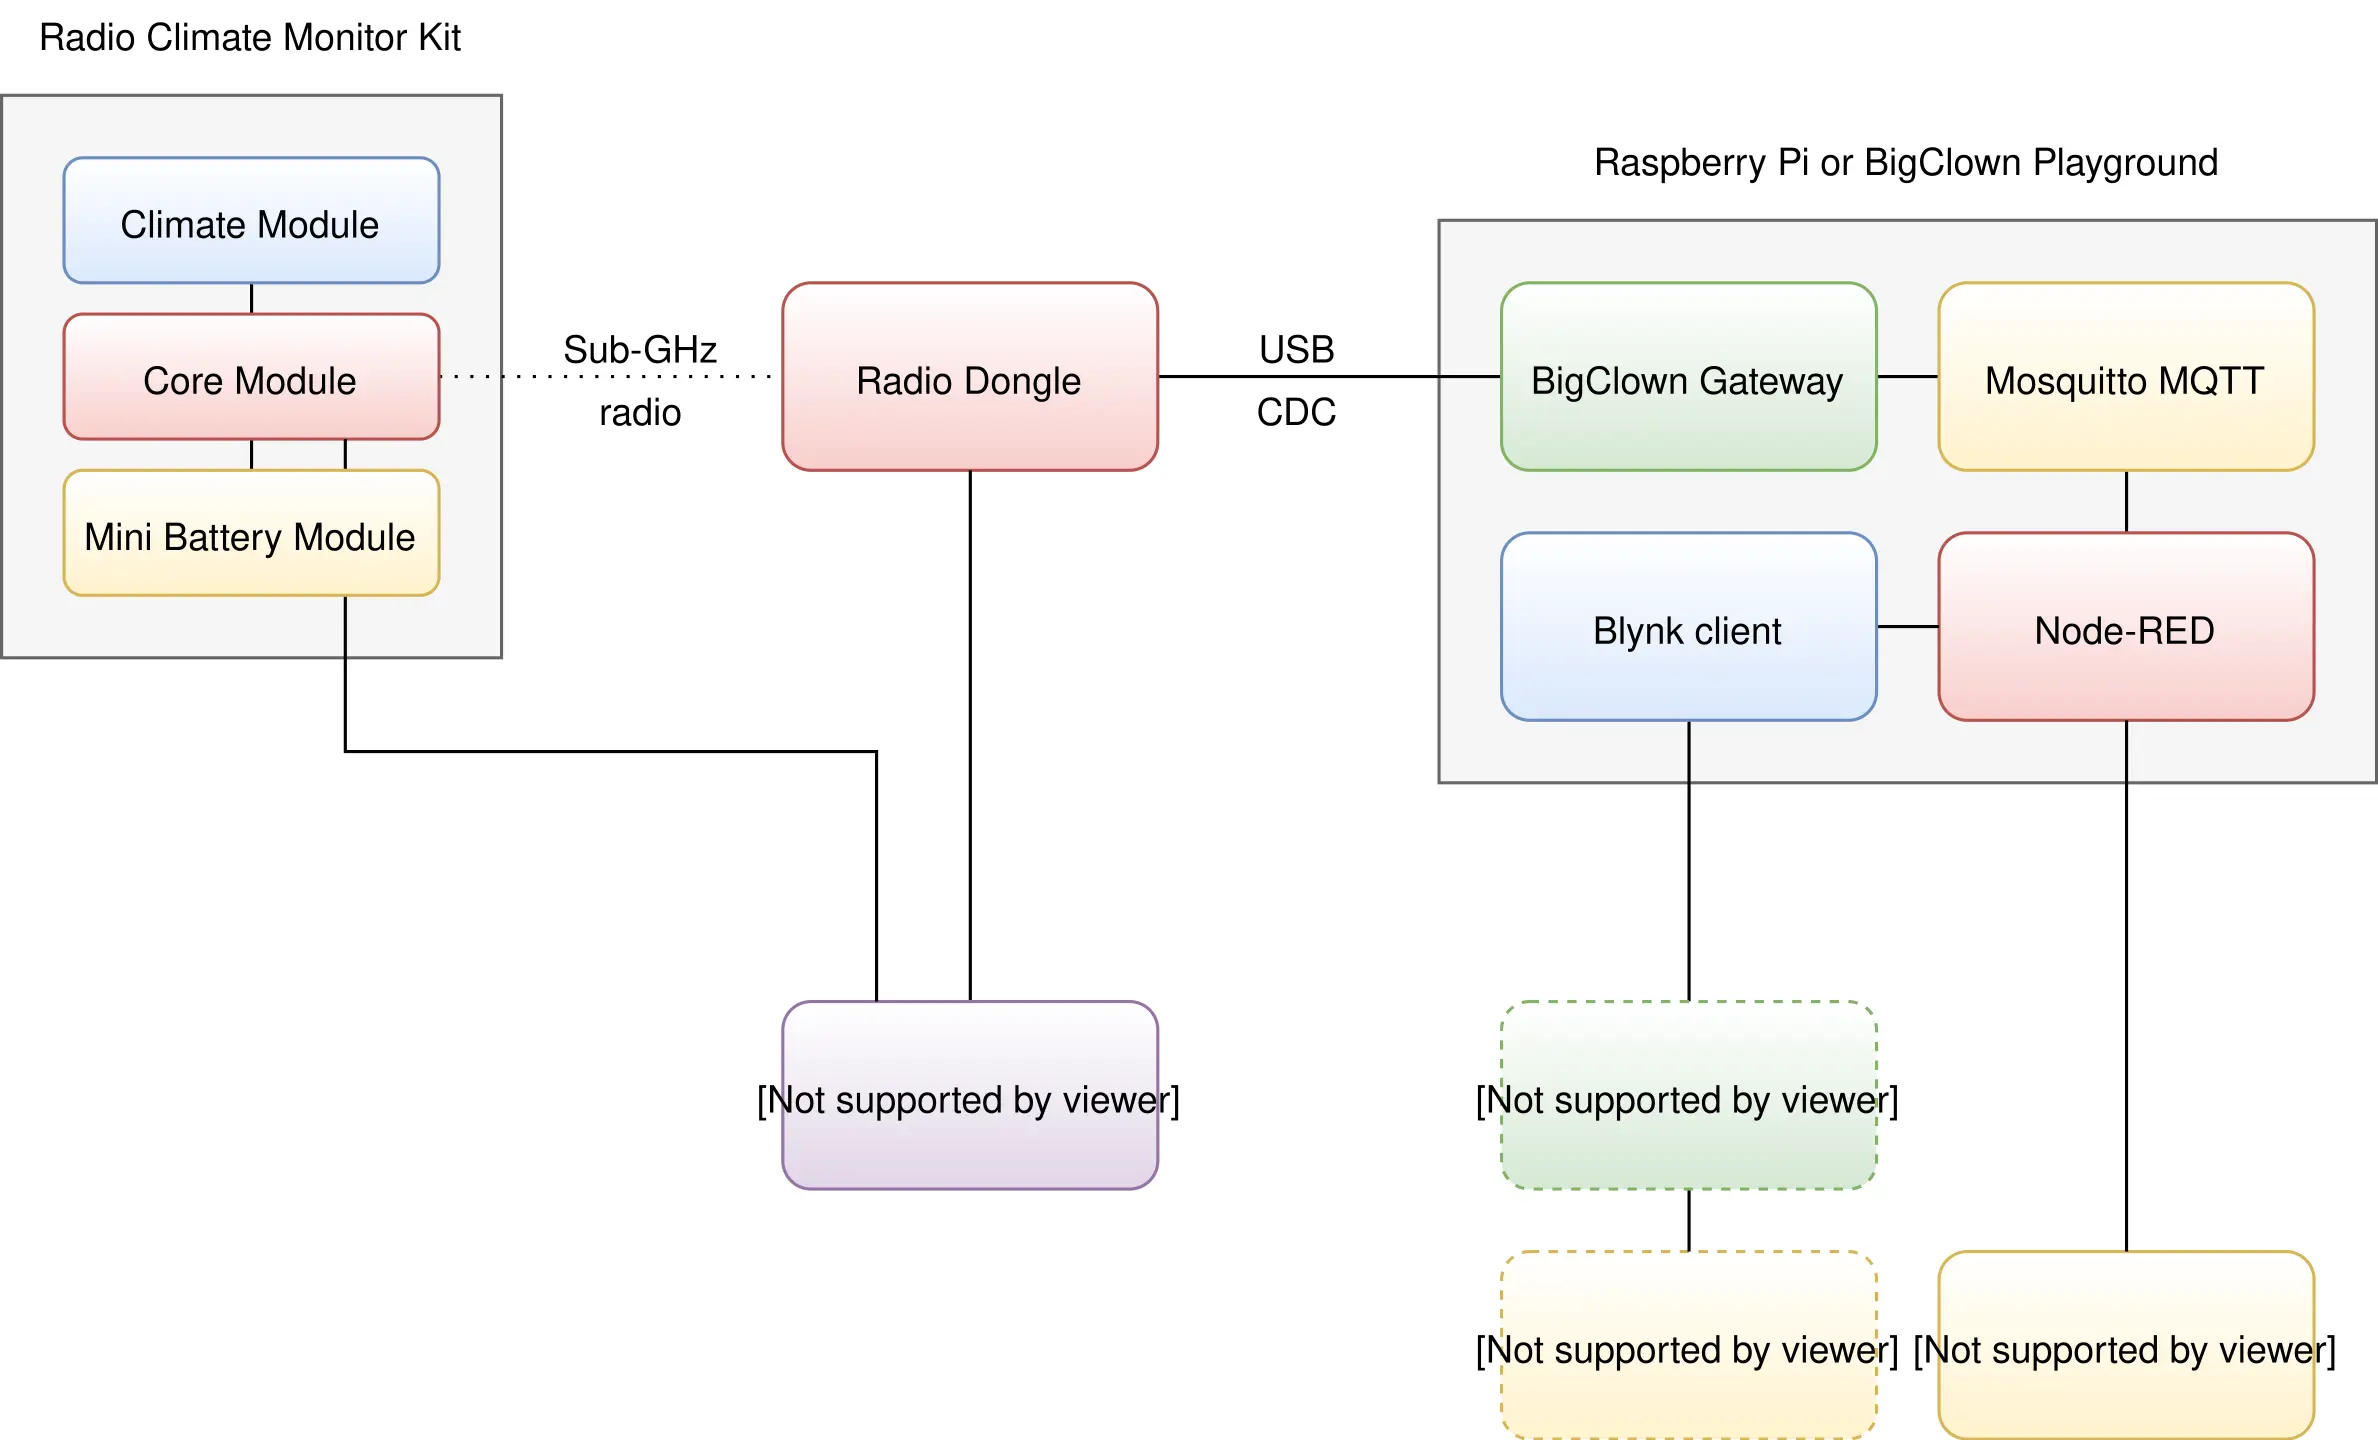 Radio Climate Monitor Kit
Climate Module
Core Module
Mini Battery Module
Sub-GHz
radio
Radio Dongle
USB
CDC
Raspberry Pi or BigClown Playground
BigClown Gateway
Mosquitto MQTT
Blynk client
Node-RED
[Not supported by viewer]
[Not supported by viewer]
[Not supported by viewer]
[Not supported by viewer]